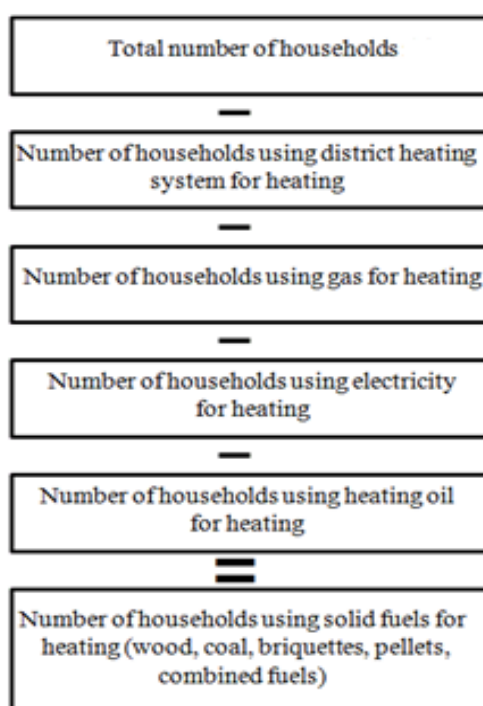 Total number of households
−
Number of households using district heating
system for heating
−
Number of households using gas for heating
−
Number of households using electricity
for heating
−
Number of households using heating oil
for heating
=
Number of households using solid fuels for
heating (wood, coal, briquettes, pellets,
combined fuels)